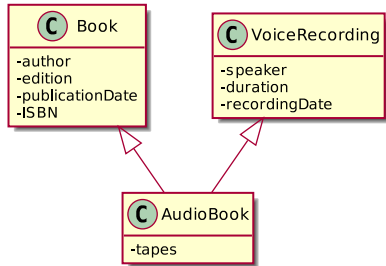 C Book
-author
-edition
-publicationDate
-ISBN
C VoiceRecording
-speaker
-duration
-recordingDate
C AudioBook
-tapes